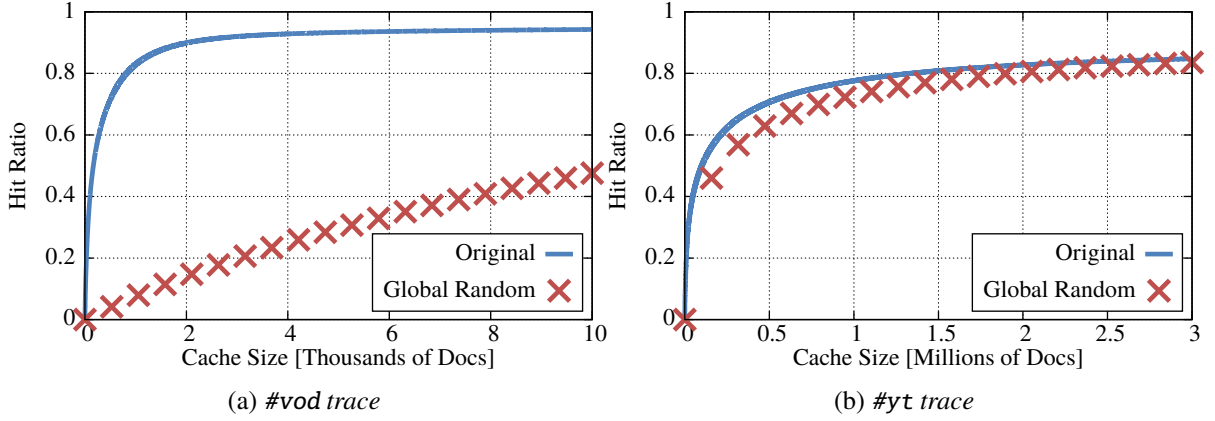 1
0.8
0.6
0.4
0.2
0
Hit Ratio
0 2 4 6 8 10
Cache Size [Thousands of Docs]
Original
Global Random
(a) #vod trace
1
0.8
0.6
0.4
0.2
0
Hit Ratio
0 0.5 1 1.5 2 2.5 3
Cache Size [Millions of Docs]
Original
Global Random
(b) #yt trace